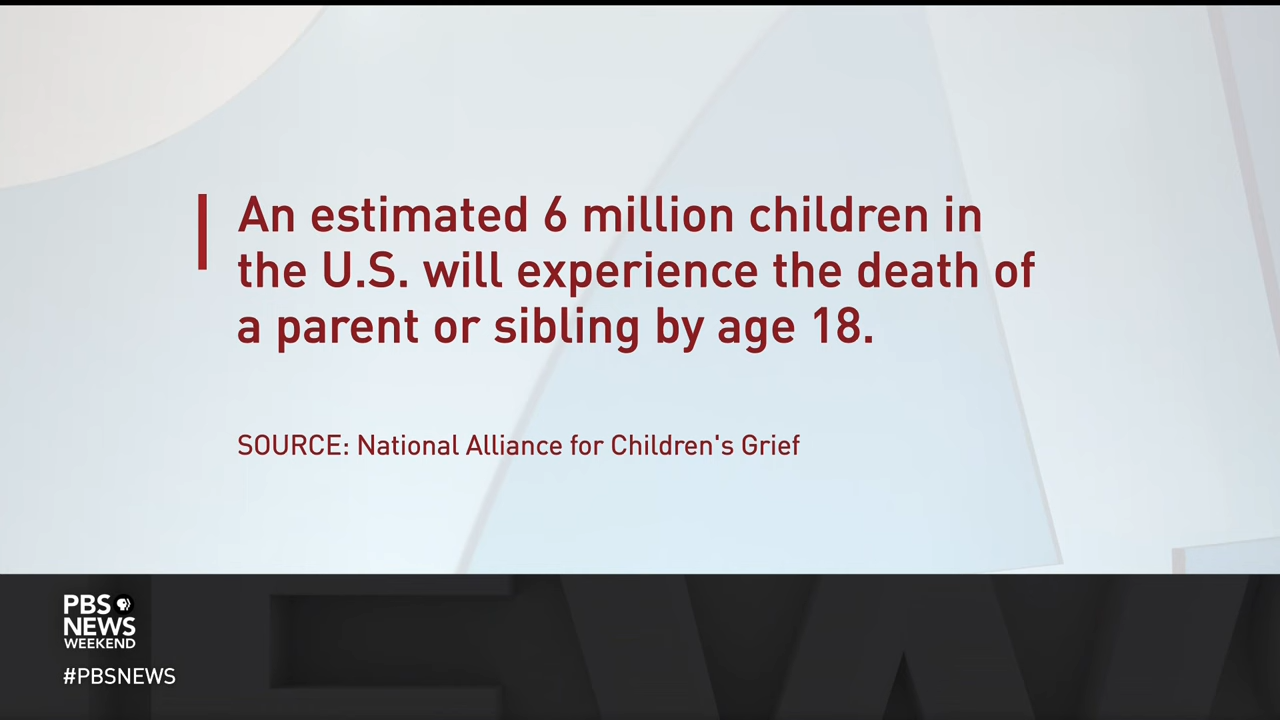 An estimated 6 million children in
the U.S. will experience the death of
a parent or sibling by age 18.
SOURCE: National Alliance for Children's Grief
PBS
NEWS
WEEKEND
#PBSNEWS